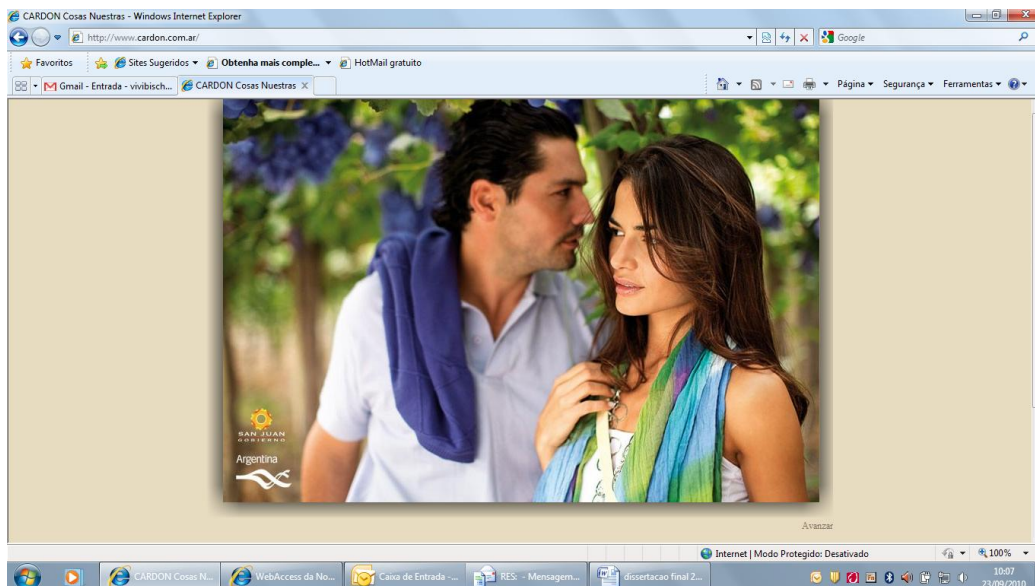 CARDON Cosas Nuestras - Windows Internet Explorer
http://www.cardon.com.ar/
Google
Favoritos
Sites Sugeridos
Obtenha mais comple...
HotMail gratuito
Gmail - Entrada - vivibisch...
CARDON Cosas Nuestras
Página
Segurança
Ferramentas
SAN JUAN
GOBIERNO
Argentina
Avanzar
Internet | Modo Protegido: Desativado
100%
CARDON Cosas N...
WebAccess da No...
Caixa de Entrada -...
RES: - Mensagem...
dissertacao final 2...
10:07
23/09/2010